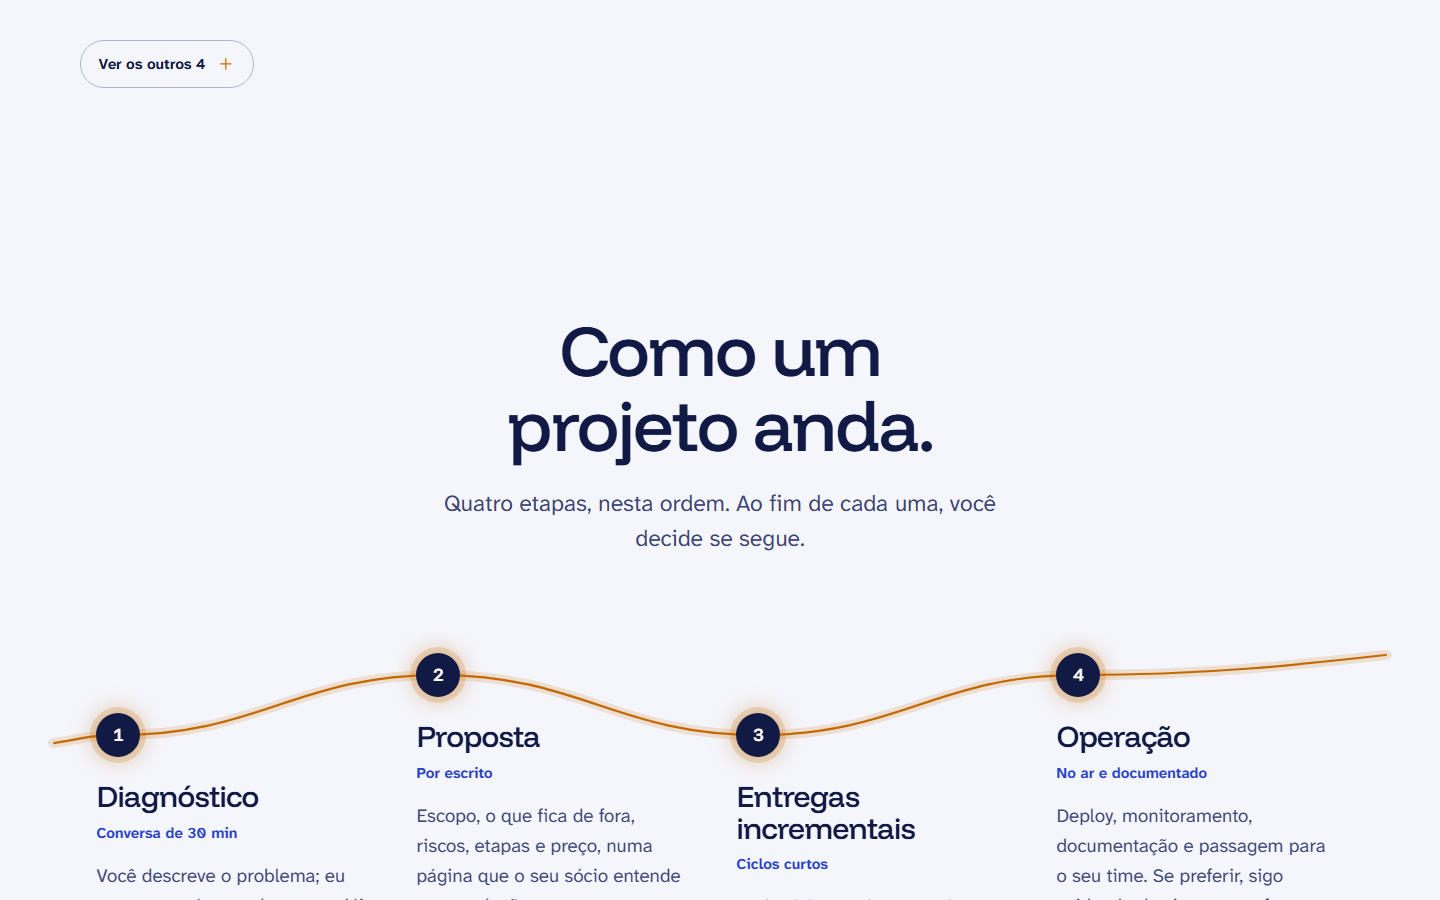 Ver os outros 4 +
Como um
projeto anda.
Quatro etapas, nesta ordem. Ao fim de cada uma, você
decide se segue.
1
Diagnóstico
Conversa de 30 min
Você descreve o problema; eu
2
Proposta
Por escrito
Escopo, o que fica de fora,
riscos, etapas e preço, numa
página que o seu sócio entende
3
Entregas
incrementais
Ciclos curtos
4
Operação
No ar e documentado
Deploy, monitoramento,
documentação e passagem para
o seu time. Se preferir, sigo